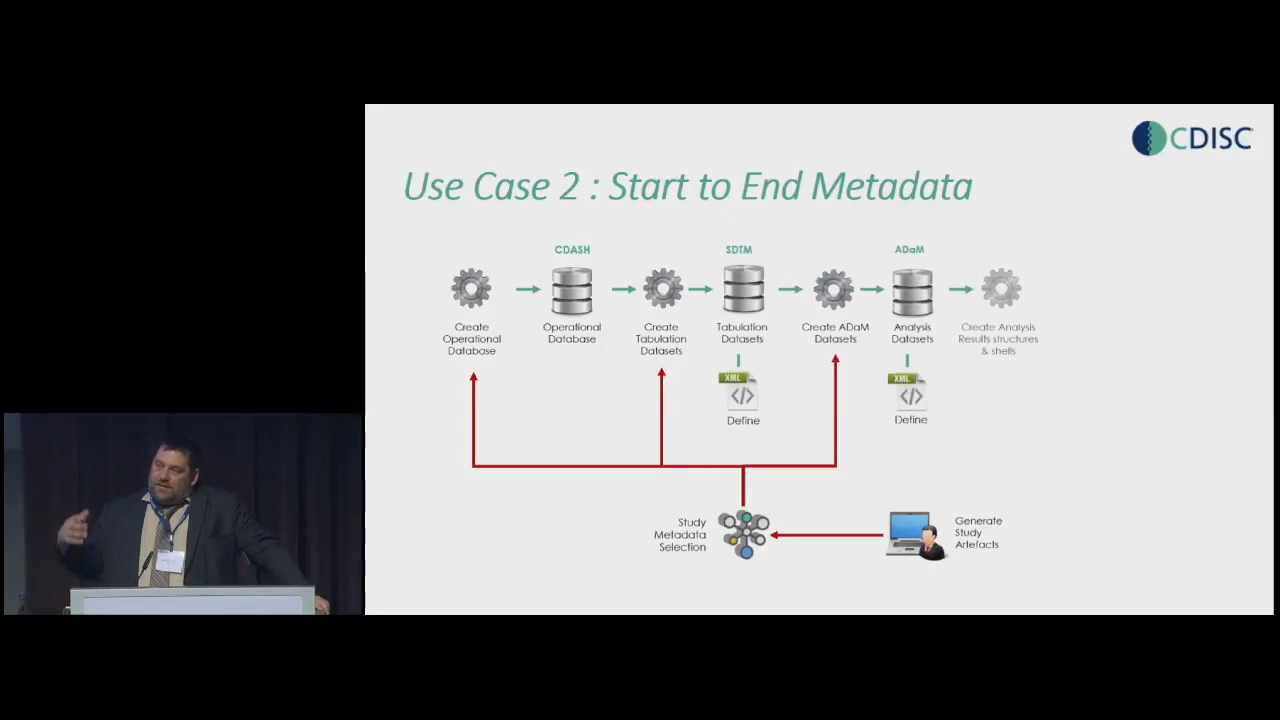 CDISC
Use Case 2 : Start to End Metadata
CDASH
SDTM
ADaM
Create
Operational
Database
Operational
Database
Create
Tabulation
Datasets
Tabulation
Datasets
Create ADaM
Datasets
Analysis
Datasets
Create Analysis
Results structures
& shells
XML
Define
XML
Define
Study
Metadata
Selection
Generate
Study
Artefacts